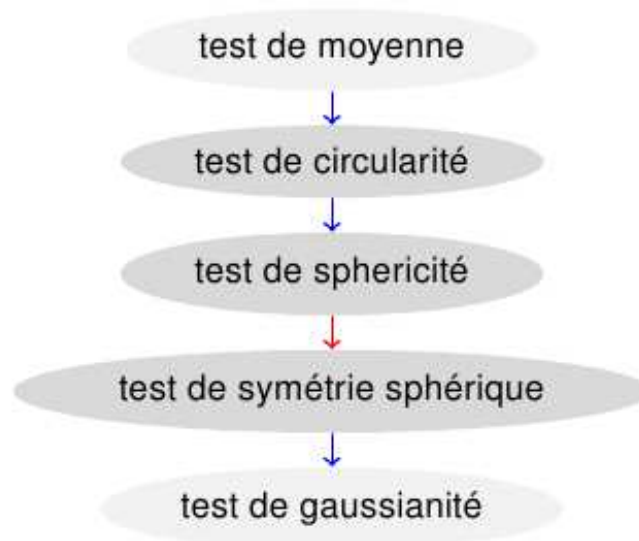 test de moyenne
test de circularité
test de sphericité
test de symétrie sphérique
test de gaussianité